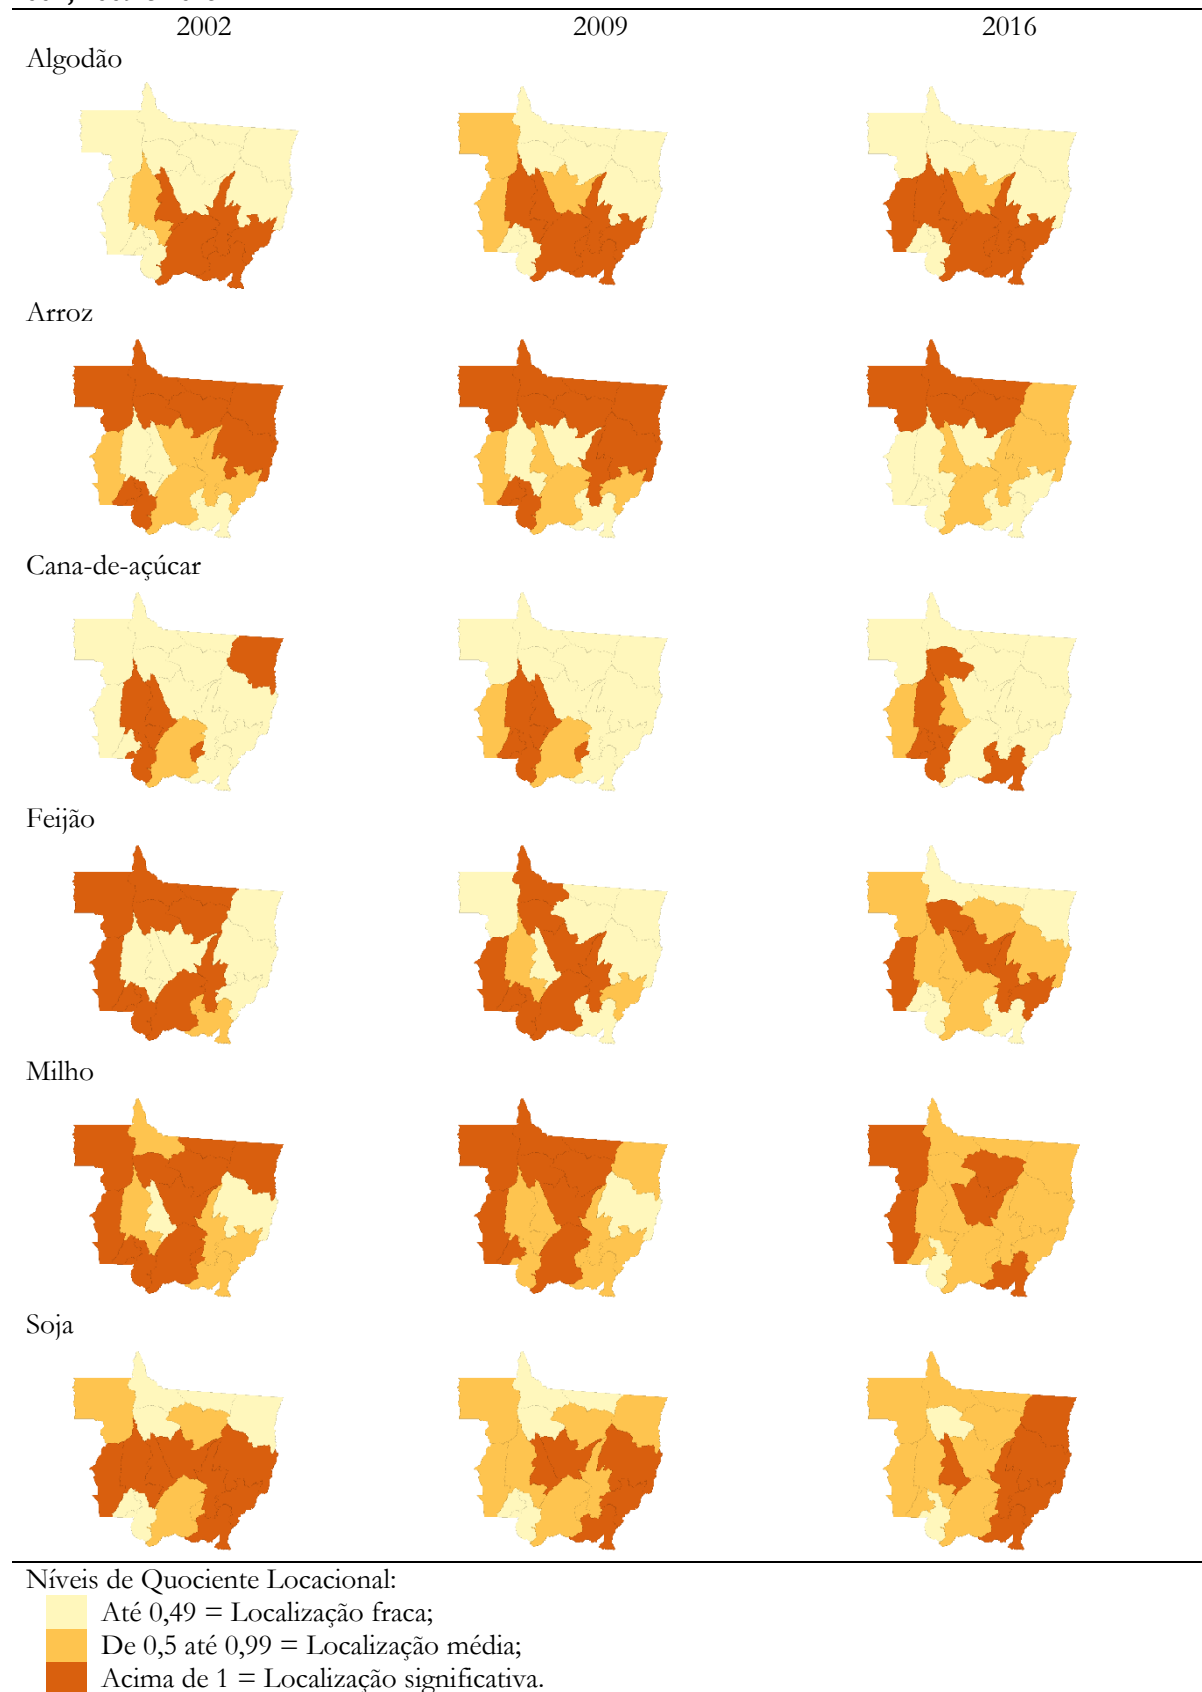 2002 2009 2016
Algodão
Arroz
Cana-de-açúcar
Feijão
Milho
Soja
Níveis de Quociente Locacional:
Até 0,49 = Localização fraca;
De 0,5 até 0,99 = Localização média;
Acima de 1 = Localização significativa.